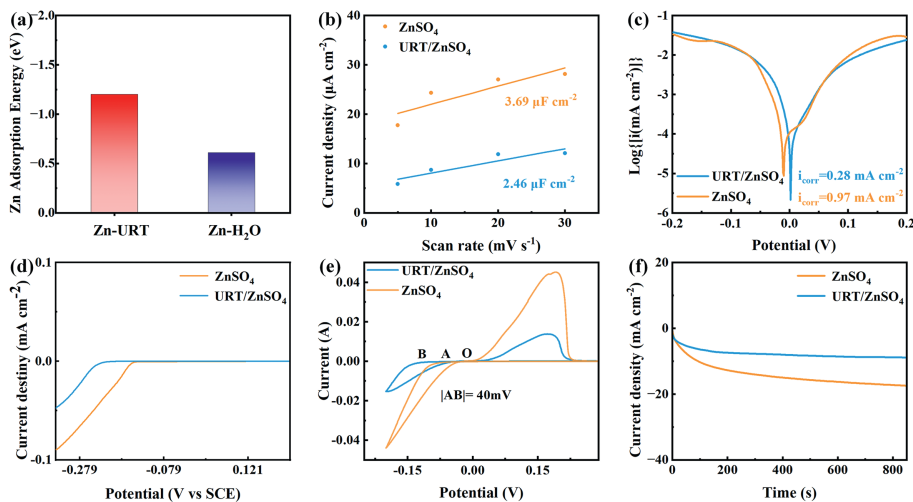 (a)
Zn Adsorption Energy (eV)
−2.0
−1.5
−1.0
−0.5
0.0
Zn-URT
Zn-H₂O
(b)
Current density (μA cm⁻²)
40
30
20
10
0
ZnSO₄
URT/ZnSO₄
3.69 μF cm⁻²
2.46 μF cm⁻²
0
10
20
30
Scan rate (mV s⁻¹)
(c)
Log{[i(mA cm⁻²)]}
-1
-2
-3
-4
-5
-6
URT/ZnSO₄
i_corr=0.28 mA cm⁻²
ZnSO₄
i_corr=0.97 mA cm⁻²
-0.2
-0.1
0.0
0.1
0.2
Potential (V)
(d)
Current destiny (mA cm⁻²)
0.1
0.0
-0.1
ZnSO₄
URT/ZnSO₄
-0.279
-0.079
0.121
Potential (V vs SCE)
(e)
Current (A)
0.04
0.02
0.00
-0.02
-0.04
URT/ZnSO₄
ZnSO₄
B A O
|AB|= 40mV
-0.15
0.00
0.15
Potential (V)
(f)
Current density (mA cm⁻²)
20
0
−20
−40
ZnSO₄
URT/ZnSO₄
0
200
400
600
800
Time (s)